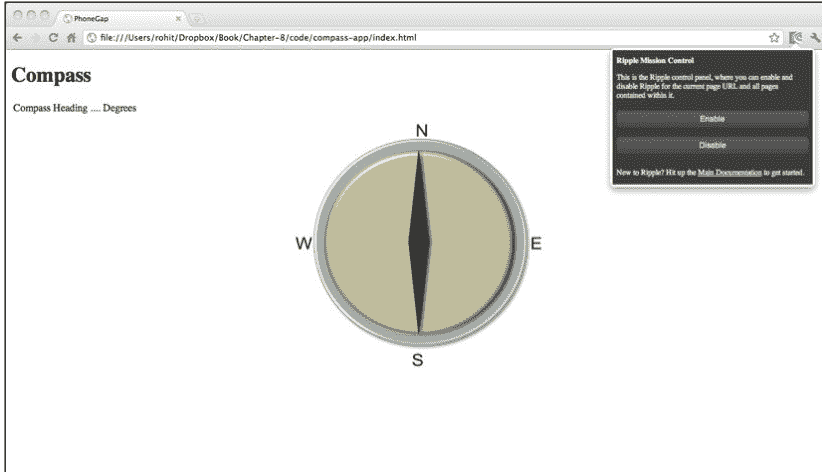 PhoneGap
file:///Users/rohit/Dropbox/Book/Chapter-8/code/compass-app/index.html
Compass
Compass Heading .... Degrees
Ripple Mission Control
This is the Ripple control panel, where you can enable and
disable Ripple for the current page URL and all pages
contained within it.
Enable
Disable
New to Ripple? Hit up the Main Documentation to get started.
N
W
E
S